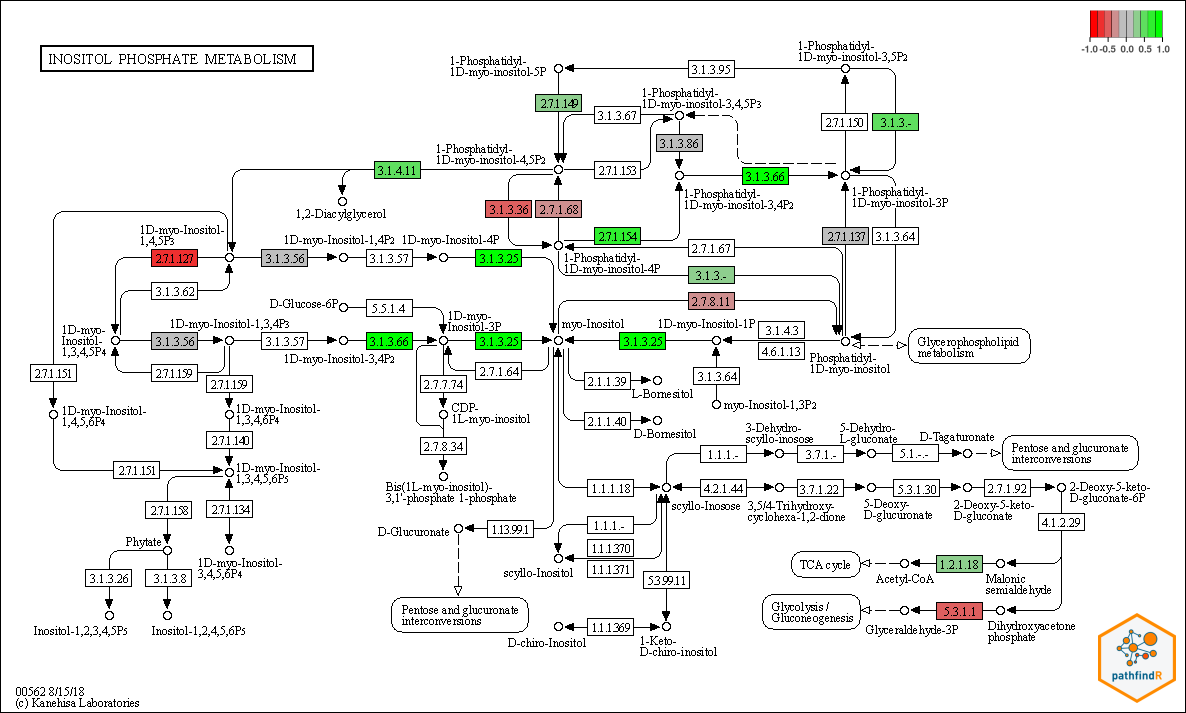 INOSITOL PHOSPHATE METABOLISM
-1.0 -0.5 0.0 0.5 1.0
1-Phosphatidyl-
1D-myo-inositol-5P
3.1.3.95
1-Phosphatidyl-
1D-myo-inositol-3,5P2
2.7.1.149
1-Phosphatidyl-
1D-myo-inositol-3,4,5P3
3.1.3.67
2.7.1.150
3.1.3.-
3.1.3.86
1-Phosphatidyl-
1D-myo-inositol-4,5P2
3.1.4.11
2.7.1.153
3.1.3.66
1-Phosphatidyl-
1D-myo-inositol-3,4P2
1-Phosphatidyl-
1D-myo-inositol-3P
1,2-Diacylglycerol
3.1.3.36
2.7.1.68
1D-myo-Inositol-
1,4,5P3
1D-myo-Inositol-1,4P2
1D-myo-Inositol-4P
2.7.1.154
2.7.1.67
2.7.1.137
3.1.3.64
2.7.1.127
3.1.3.56
3.1.3.57
3.1.3.25
1-Phosphatidyl-
1D-myo-inositol-4P
3.1.3.-
3.1.3.62
D-Glucose-6P
5.5.1.4
2.7.8.11
1D-myo-
Inositol-
1,3,4,5P4
1D-myo-Inositol-1,3,4P3
1D-myo-
Inositol-3P
myo-Inositol
1D-myo-Inositol-1P
3.1.4.3
4.6.1.13
3.1.3.56
3.1.3.57
3.1.3.66
3.1.3.25
3.1.3.25
1D-myo-Inositol-3,4P2
Phosphatidyl-
1D-myo-inositol
Glycerophospholipid
metabolism
2.7.1.151
2.7.1.159
2.7.1.159
2.7.1.64
2.7.7.74
2.1.1.39
L-Bornesitol
3.1.3.64
myo-Inositol-1,3P2
1D-myo-Inositol-
1,4,5,6P4
1D-myo-Inositol-
1,3,4,6P4
CDP-
1L-myo-inositol
2.1.1.40
D-Bornesitol
2.7.1.140
2.7.8.34
3-Dehydro-
scyllo-inosose
5-Dehydro-
L-gluconate
D-Tagaturonate
1.1.1.-
3.7.1.-
5.1.-.-
Pentose and glucuronate
interconversions
2.7.1.151
1D-myo-Inositol-
1,3,4,5,6P5
Bis(1L-myo-inositol)-
3,1'-phosphate 1-phosphate
1.1.1.18
scyllo-Inosose
4.2.1.44
3,5/4-Trihydroxy-
cyclohexa-1,2-dione
3.7.1.22
5-Deoxy-
D-glucuronate
5.3.1.30
2-Deoxy-5-keto-
D-gluconate
2.7.1.92
2-Deoxy-5-keto-
D-gluconate-6P
2.7.1.158
2.7.1.134
D-Glucuronate
1.13.99.1
1.1.1.-
4.1.2.29
Phytate
1D-myo-Inositol-
3,4,5,6P4
1.1.1.370
1.1.1.371
scyllo-Inositol
3.1.3.26
3.1.3.8
5.3.99.11
TCA cycle
Acetyl-CoA
1.2.1.18
Malonic
semialdehyde
Pentose and glucuronate
interconversions
Glycolysis /
Gluconeogenesis
Glyceraldehyde-3P
5.3.1.1
Dihydroxyacetone
phosphate
Inositol-1,2,3,4,5P5
Inositol-1,2,4,5,6P5
D-chiro-Inositol
1.1.1.369
1-Keto-
D-chiro-inositol
pathfindR
00562 8/15/18
(c) Kanehisa Laboratories